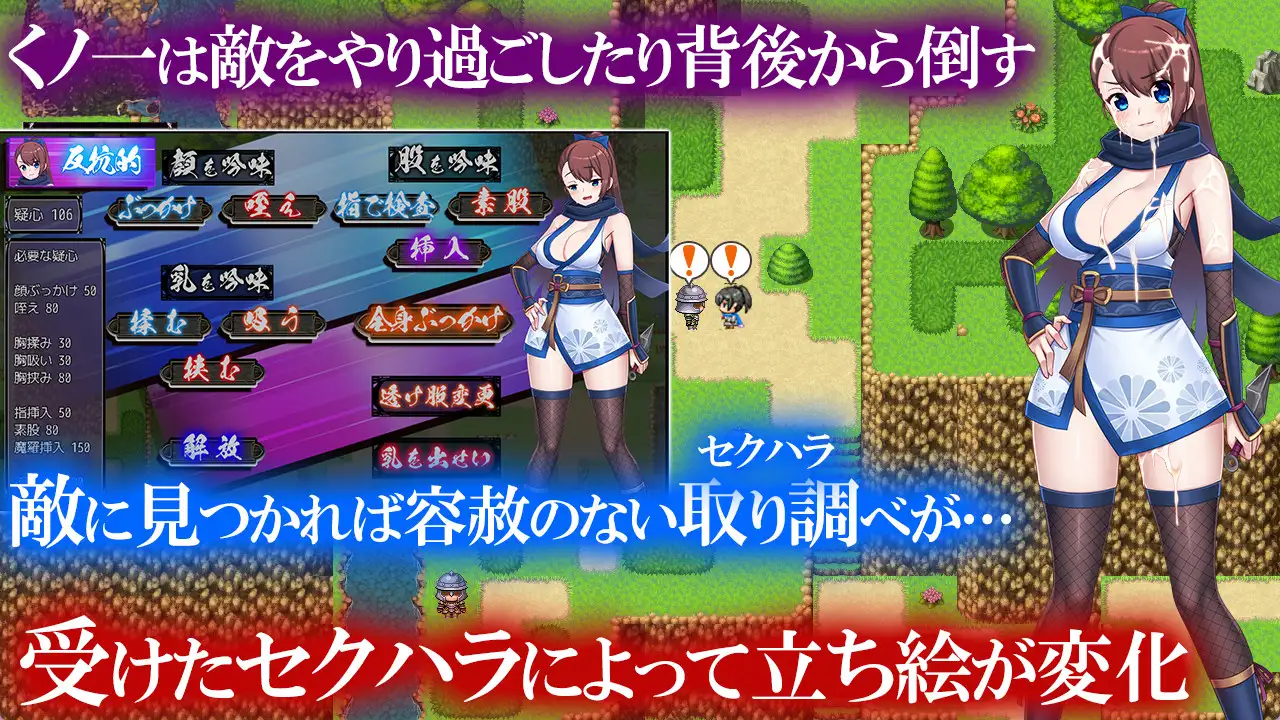 くノ一は敵をやり過ごしたり背後から倒す
反抗的
顔を吟味
股を吟味
疑心 106
ぶっかけ
咥え
指で検査
素股
挿入
必要な疑心
乳を吟味
顔ぶっかけ 50
咥え 80
揉む
吸う
全身ぶっかけ
胸揉み 30
胸吸い 30
胸挟み 80
挟む
透け服変更
指挿入 50
素股 80
魔羅挿入 150
解放
乳を出せい
セクハラ
敵に見つかれば容赦のない取り調べが…
受けたセクハラによって立ち絵が変化